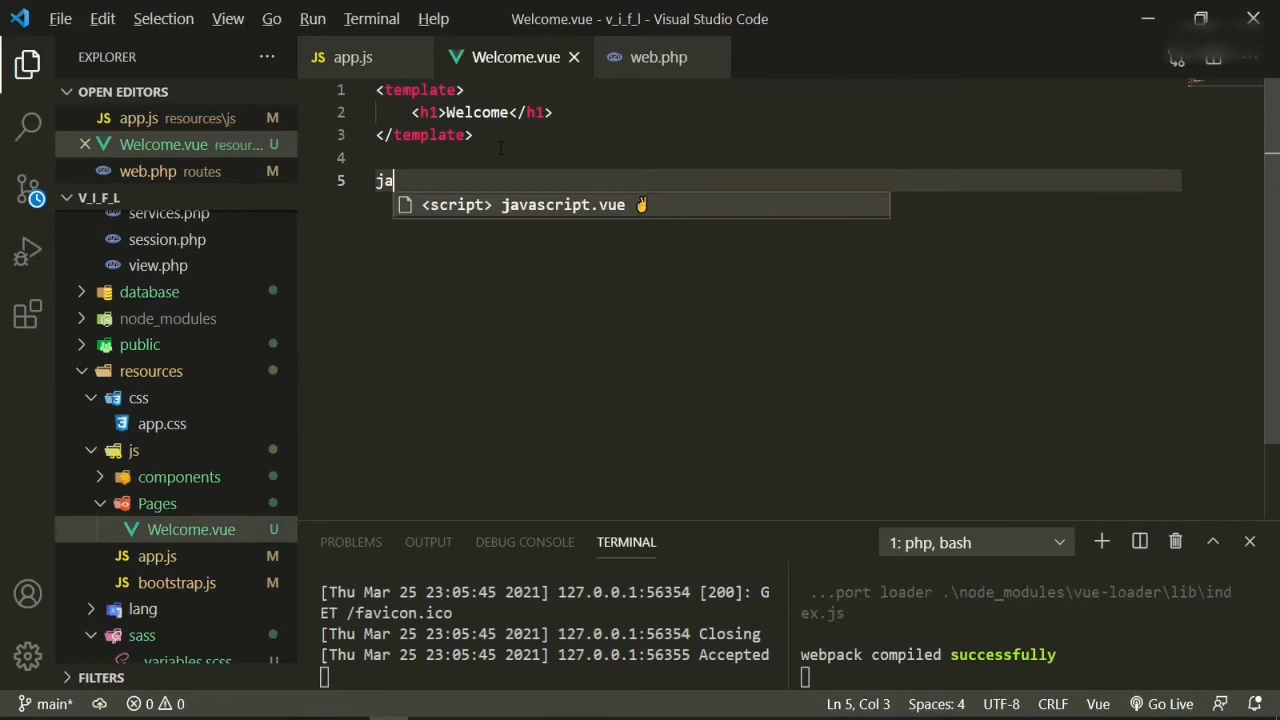 File Edit Selection View Go Run Terminal Help Welcome.vue - v_i_f_l - Visual Studio Code
EXPLORER ···
OPEN EDITORS
JS app.js resources\js M
Welcome.vue resour... U
web.php routes M
V_I_F_L
services.php
session.php
view.php
database
node_modules
public
resources
css
app.css
js
components
Pages
Welcome.vue U
JS app.js M
JS bootstrap.js M
lang
sass
_variables.scss U
FILTERS
JS app.js Welcome.vue web.php
1 <template>
2 <h1>Welcome</h1>
3 </template>
4
5 ja
<script> javascript.vue ✌
PROBLEMS OUTPUT DEBUG CONSOLE TERMINAL 1: php, bash
[Thu Mar 25 23:05:45 2021] 127.0.0.1:56354 [200]: G
ET /favicon.ico
[Thu Mar 25 23:05:45 2021] 127.0.0.1:56354 Closing
[Thu Mar 25 23:05:45 2021] 127.0.0.1:56355 Accepted
...port loader .\node_modules\vue-loader\lib\ind
ex.js
webpack compiled successfully
main* 0 0 Ln 5, Col 3 Spaces: 4 UTF-8 CRLF Vue Go Live